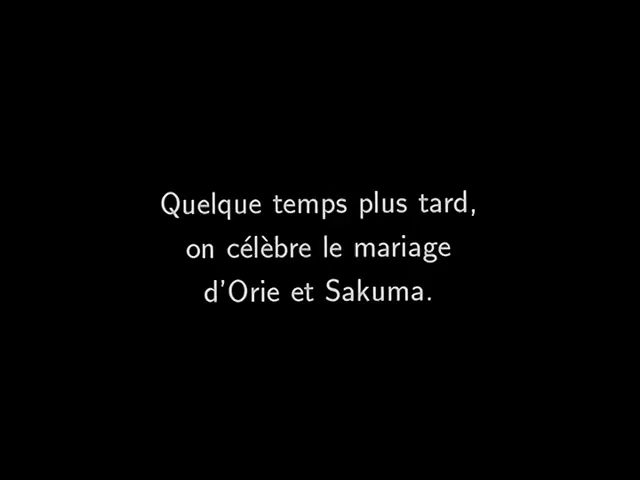 Quelque temps plus tard,
on célèbre le mariage
d'Orie et Sakuma.